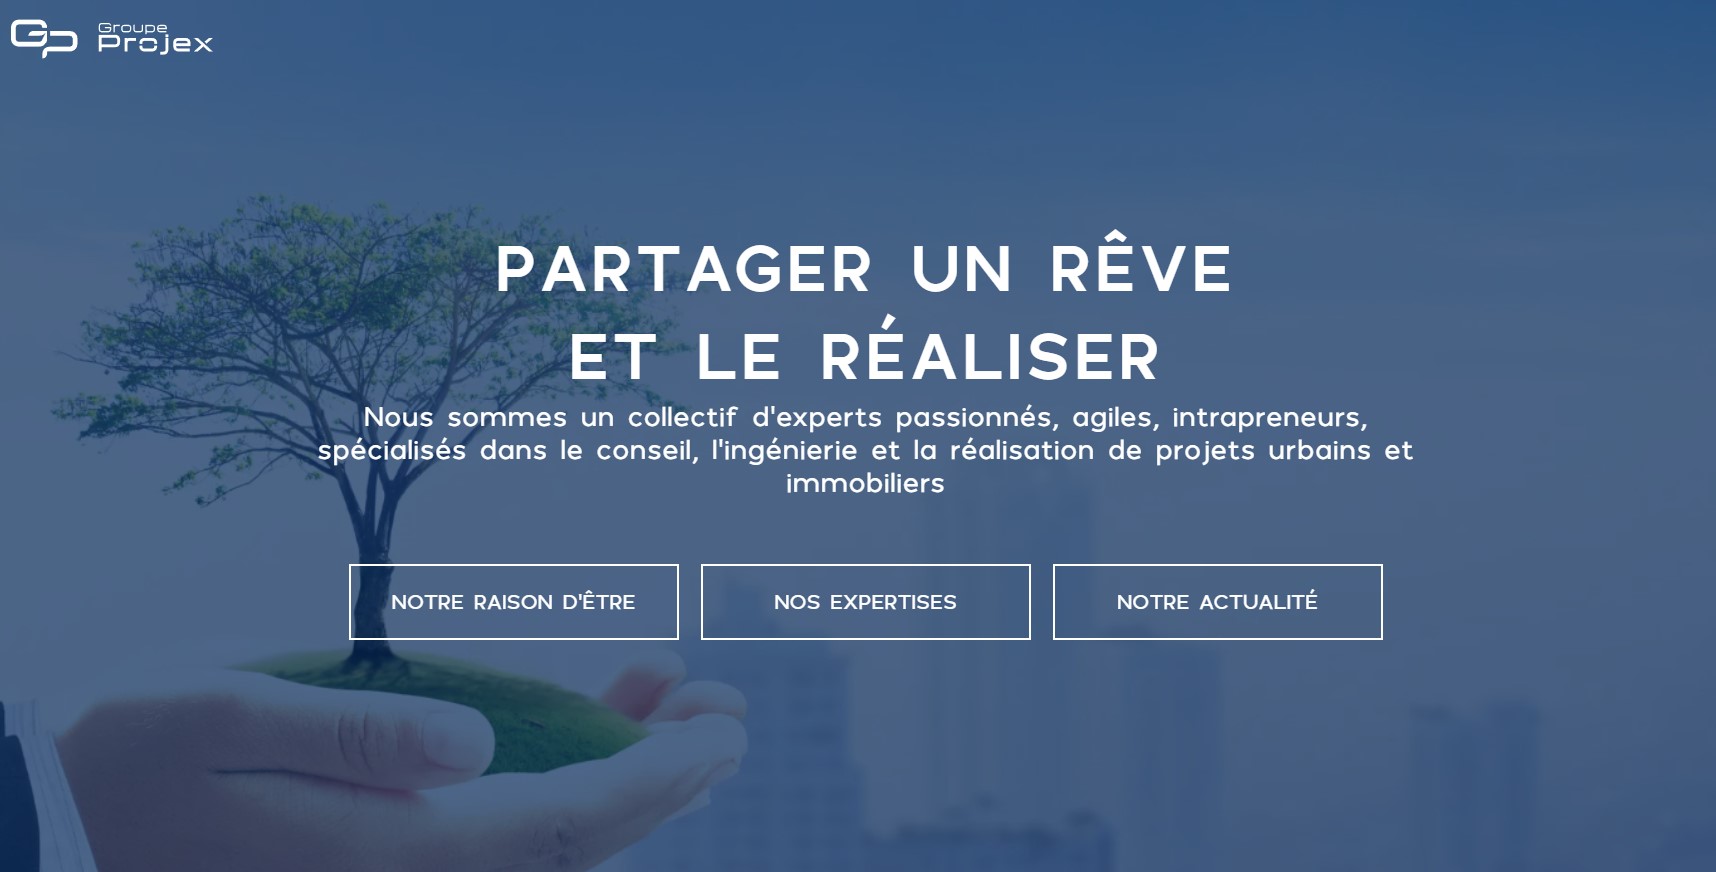 Groupe
Projex
PARTAGER UN RÊVE
ET LE RÉALISER
Nous sommes un collectif d'experts passionnés, agiles, intrapreneurs,
spécialisés dans le conseil, l'ingénierie et la réalisation de projets urbains et
immobiliers
NOTRE RAISON D'ÊTRE
NOS EXPERTISES
NOTRE ACTUALITÉ